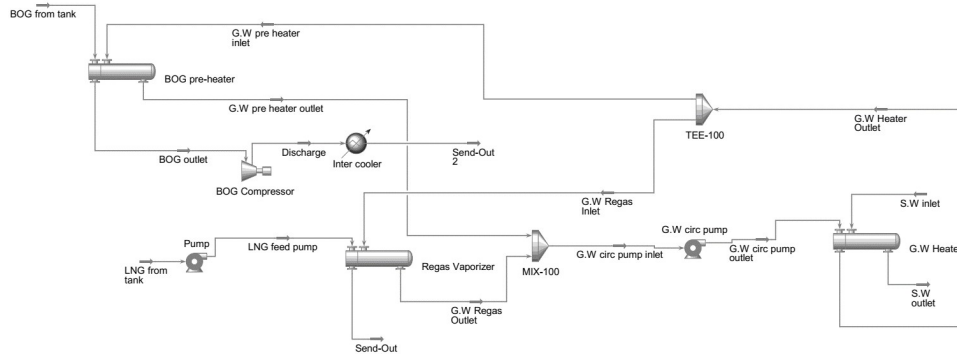 BOG from tank
G.W pre heater
inlet
BOG pre-heater
G.W pre heater outlet
TEE-100
G.W Heater
Outlet
BOG outlet
Discharge
Inter cooler
Send-Out
2
BOG Compressor
G.W Regas
Inlet
S.W inlet
Pump
LNG feed pump
G.W circ pump
LNG from
tank
Regas Vaporizer
MIX-100
G.W circ pump inlet
G.W circ pump
outlet
G.W Heate
G.W Regas
Outlet
S.W
outlet
Send-Out